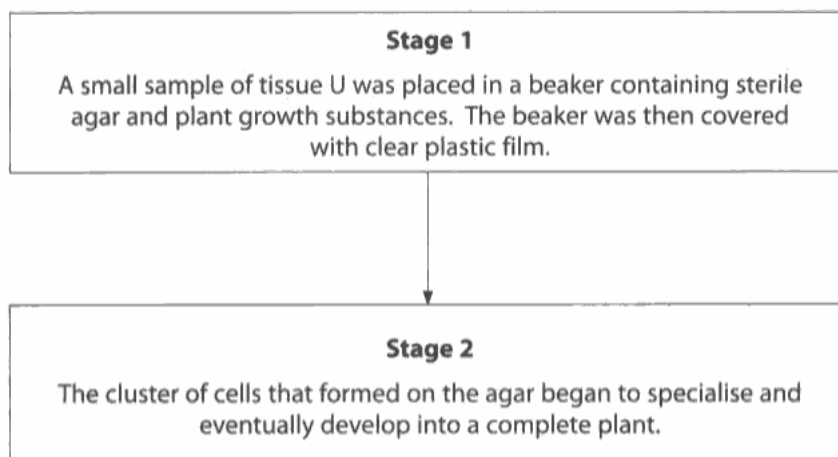 Stage 1
A small sample of tissue U was placed in a beaker containing sterile
agar and plant growth substances. The beaker was then covered
with clear plastic film.
Stage 2
The cluster of cells that formed on the agar began to specialise and
eventually develop into a complete plant.